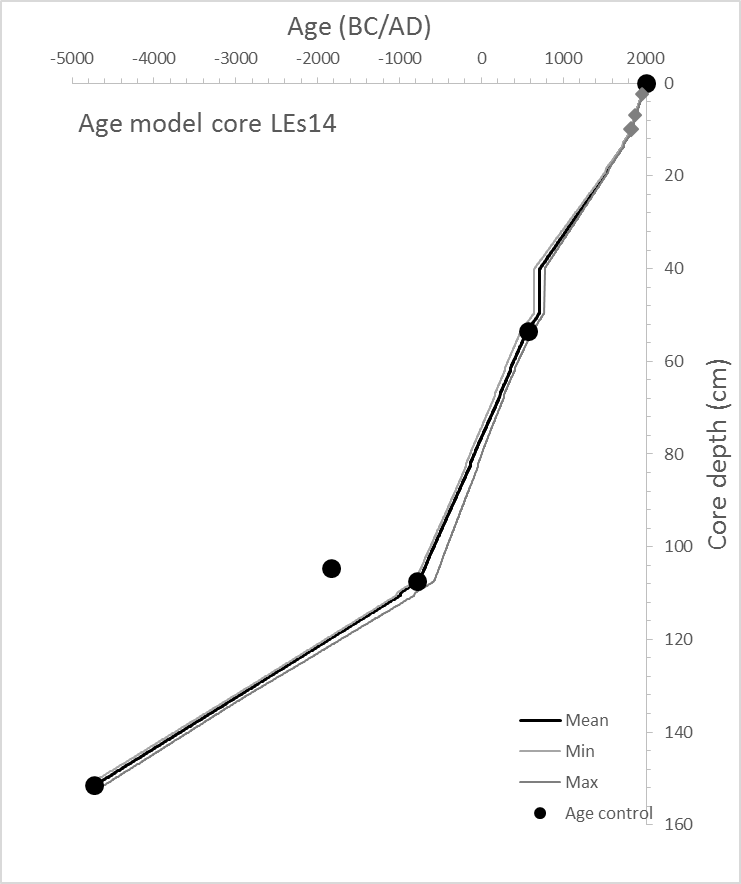 Age (BC/AD)
-5000 -4000 -3000 -2000 -1000 0 1000 2000
0
Age model core LEs14
20
40
60
80
100
120
140
160
Core depth (cm)
Mean
Min
Max
Age control